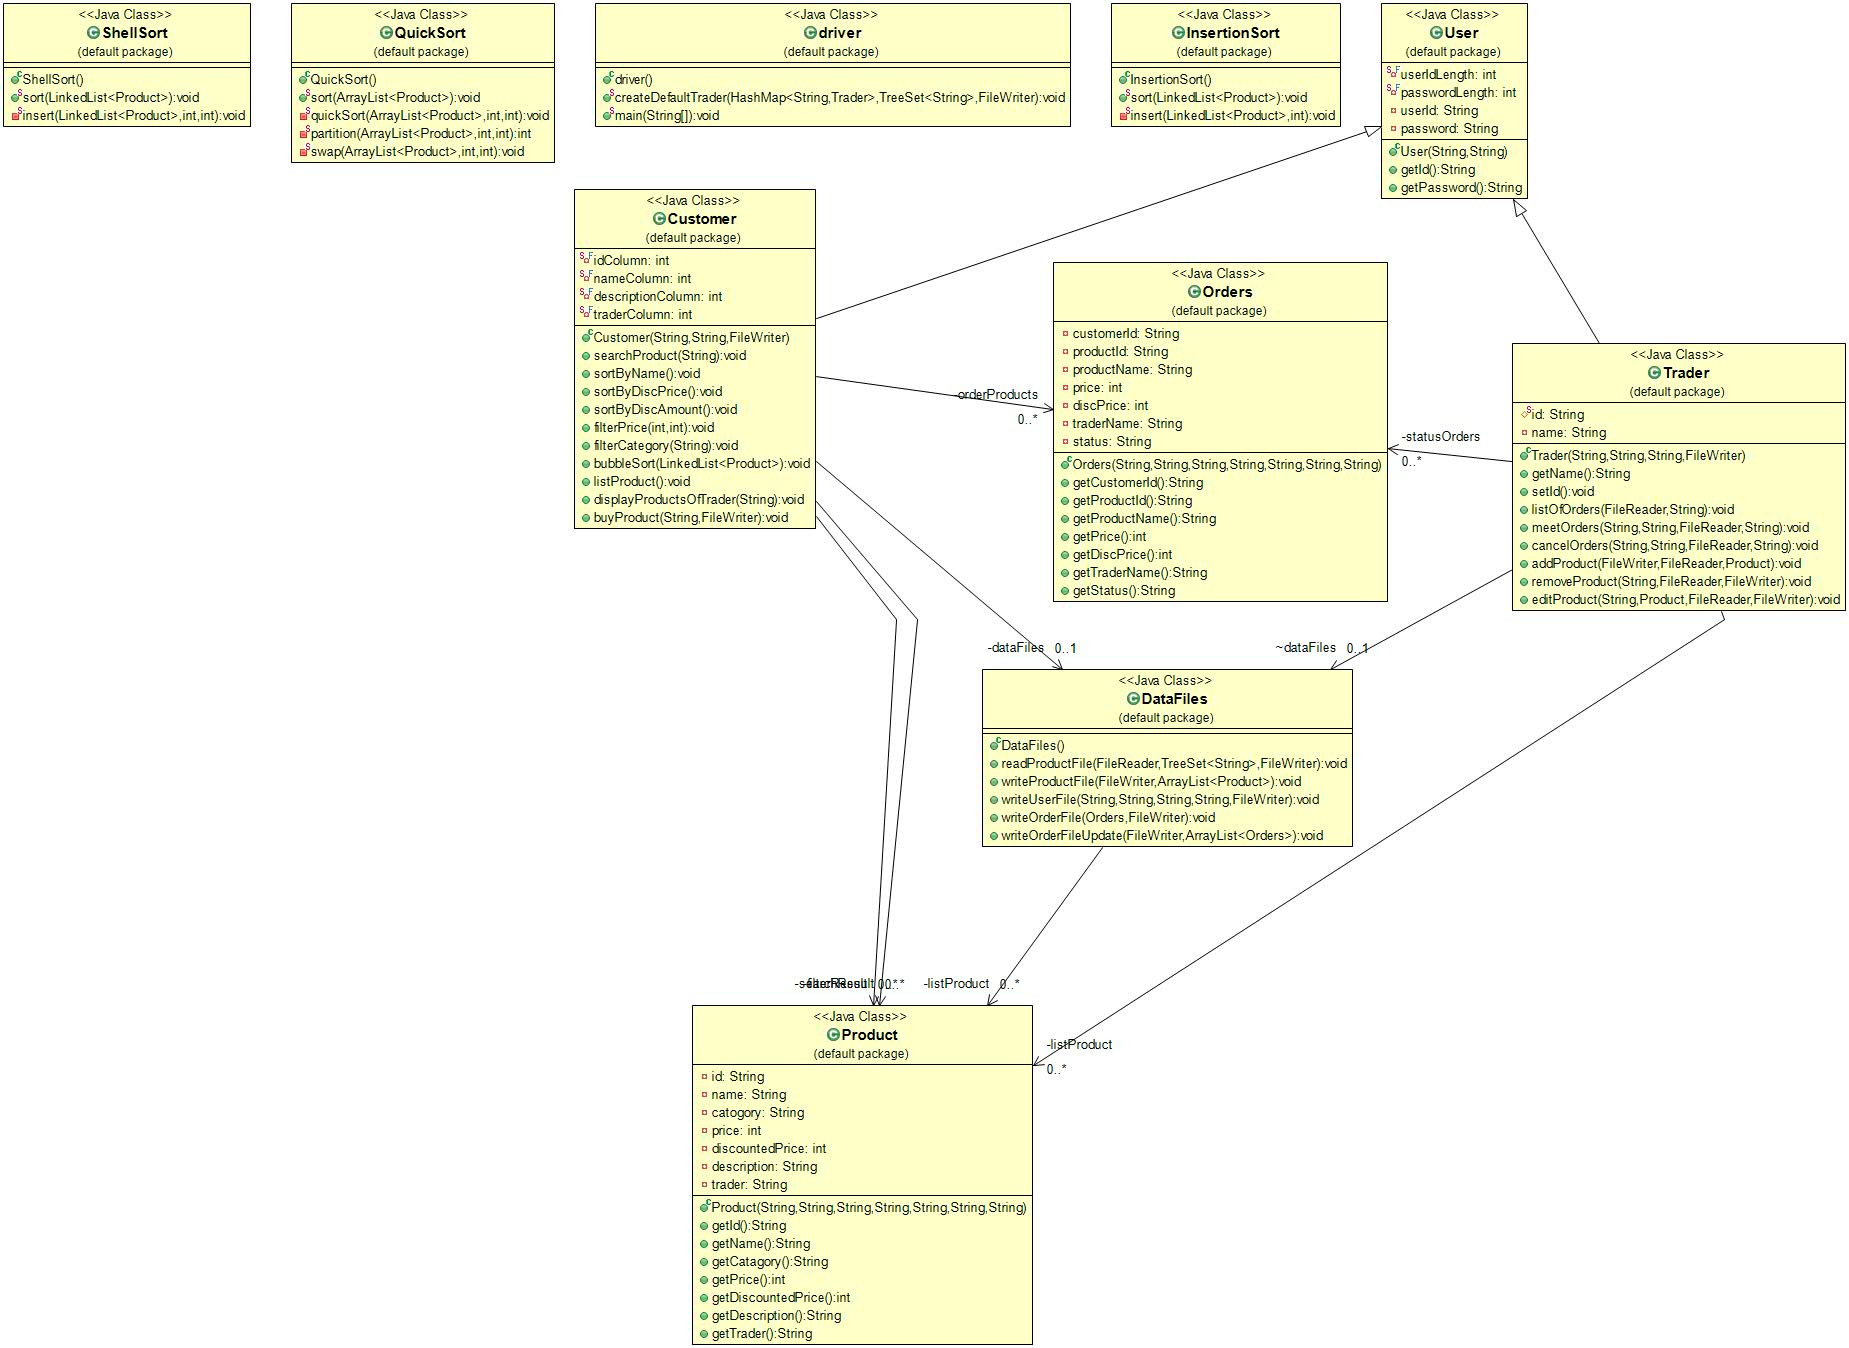 <<Java Class>>
ShellSort
(default package)
ShellSort()
sort(LinkedList<Product>):void
insert(LinkedList<Product>,int,int):void
<<Java Class>>
QuickSort
(default package)
QuickSort()
sort(ArrayList<Product>):void
quickSort(ArrayList<Product>,int,int):void
partition(ArrayList<Product>,int,int):int
swap(ArrayList<Product>,int,int):void
<<Java Class>>
driver
(default package)
driver()
createDefaultTrader(HashMap<String,Trader>,TreeSet<String>,FileWriter):void
main(String[]):void
<<Java Class>>
InsertionSort
(default package)
InsertionSort()
sort(LinkedList<Product>):void
insert(LinkedList<Product>,int):void
<<Java Class>>
User
(default package)
userIdLength: int
passwordLength: int
userId: String
password: String
User(String,String)
getId():String
getPassword():String
<<Java Class>>
Customer
(default package)
idColumn: int
nameColumn: int
descriptionColumn: int
traderColumn: int
Customer(String,String,FileWriter)
searchProduct(String):void
sortByName():void
sortByDiscPrice():void
sortByDiscAmount():void
filterPrice(int,int):void
filterCategory(String):void
bubbleSort(LinkedList<Product>):void
listProduct():void
displayProductsOfTrader(String):void
buyProduct(String,FileWriter):void
-orderProducts
0..*
<<Java Class>>
Orders
(default package)
customerId: String
productId: String
productName: String
price: int
discPrice: int
traderName: String
status: String
Orders(String,String,String,String,String,String,String)
getCustomerId():String
getProductId():String
getProductName():String
getPrice():int
getDiscPrice():int
getTraderName():String
getStatus():String
-statusOrders
0..*
<<Java Class>>
Trader
(default package)
id: String
name: String
Trader(String,String,String,FileWriter)
getName():String
setId():void
listOfOrders(FileReader,String):void
meetOrders(String,String,FileReader,String):void
cancelOrders(String,String,FileReader,String):void
addProduct(FileWriter,FileReader,Product):void
removeProduct(String,FileReader,FileWriter):void
editProduct(String,Product,FileReader,FileWriter):void
-dataFiles 0..1
~dataFiles 0..1
<<Java Class>>
DataFiles
(default package)
DataFiles()
readProductFile(FileReader,TreeSet<String>,FileWriter):void
writeProductFile(FileWriter,ArrayList<Product>):void
writeUserFile(String,String,String,String,FileWriter):void
writeOrderFile(Orders,FileWriter):void
writeOrderFileUpdate(FileWriter,ArrayList<Orders>):void
-listProduct 0..*
-listProduct
0..*
<<Java Class>>
Product
(default package)
id: String
name: String
catogory: String
price: int
discountedPrice: int
description: String
trader: String
Product(String,String,String,String,String,String,String)
getId():String
getName():String
getCatagory():String
getPrice():int
getDiscountedPrice():int
getDescription():String
getTrader():String